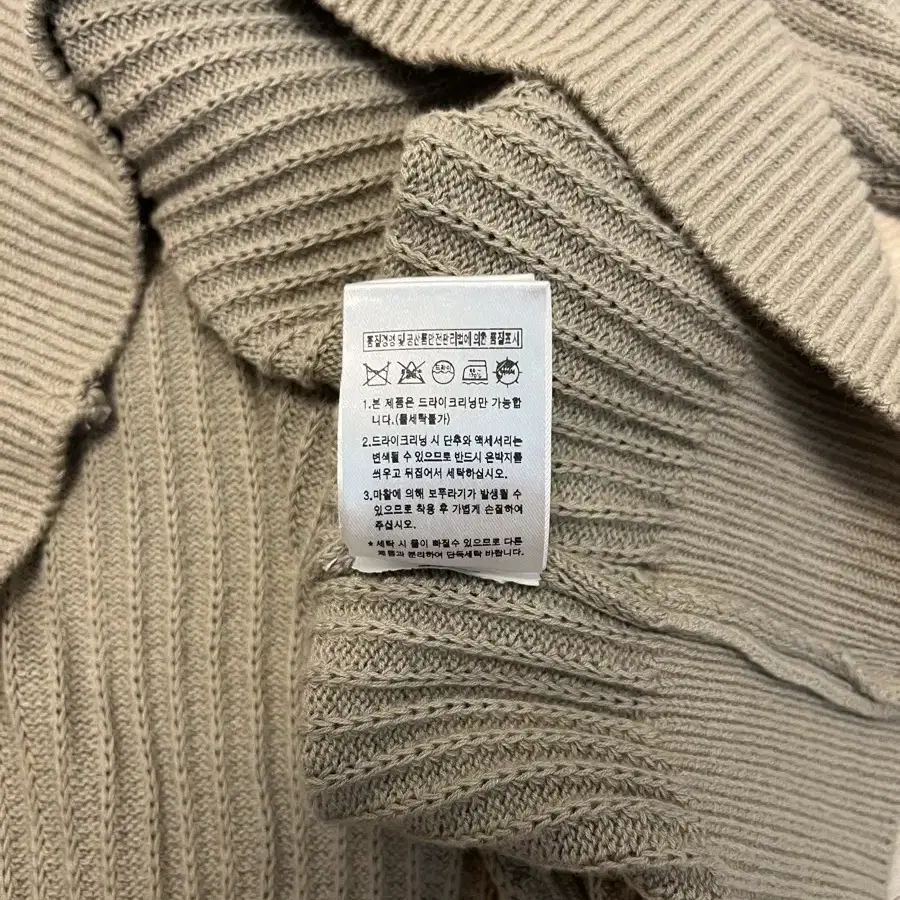 품질경영 및 공산품안전관리법에 의한 품질표시
드라이
1.본 제품은 드라이크리닝만 가능합
니다.(물세탁불가)
2.드라이크리닝 시 단추와 액세서리는
변색될 수 있으므로 반드시 은박지를
씌우고 뒤집어서 세탁하십시오.
3.마찰에 의해 보푸라기가 발생될 수
있으므로 착용 후 가볍게 손질하여
주십시오.
*세탁 시 물이 빠질수 있으므로 다른
제품과 분리하여 단독세탁 바랍니다.